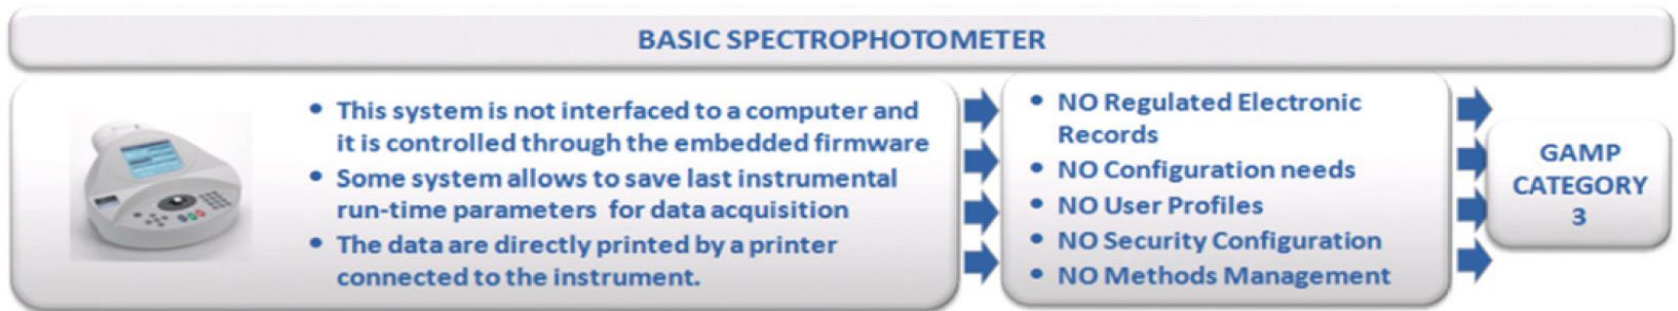 BASIC SPECTROPHOTOMETER
• This system is not interfaced to a computer and
it is controlled through the embedded firmware
• Some system allows to save last instrumental
run-time parameters for data acquisition
• The data are directly printed by a printer
connected to the instrument.
• NO Regulated Electronic
Records
• NO Configuration needs
• NO User Profiles
• NO Security Configuration
• NO Methods Management
GAMP
CATEGORY
3